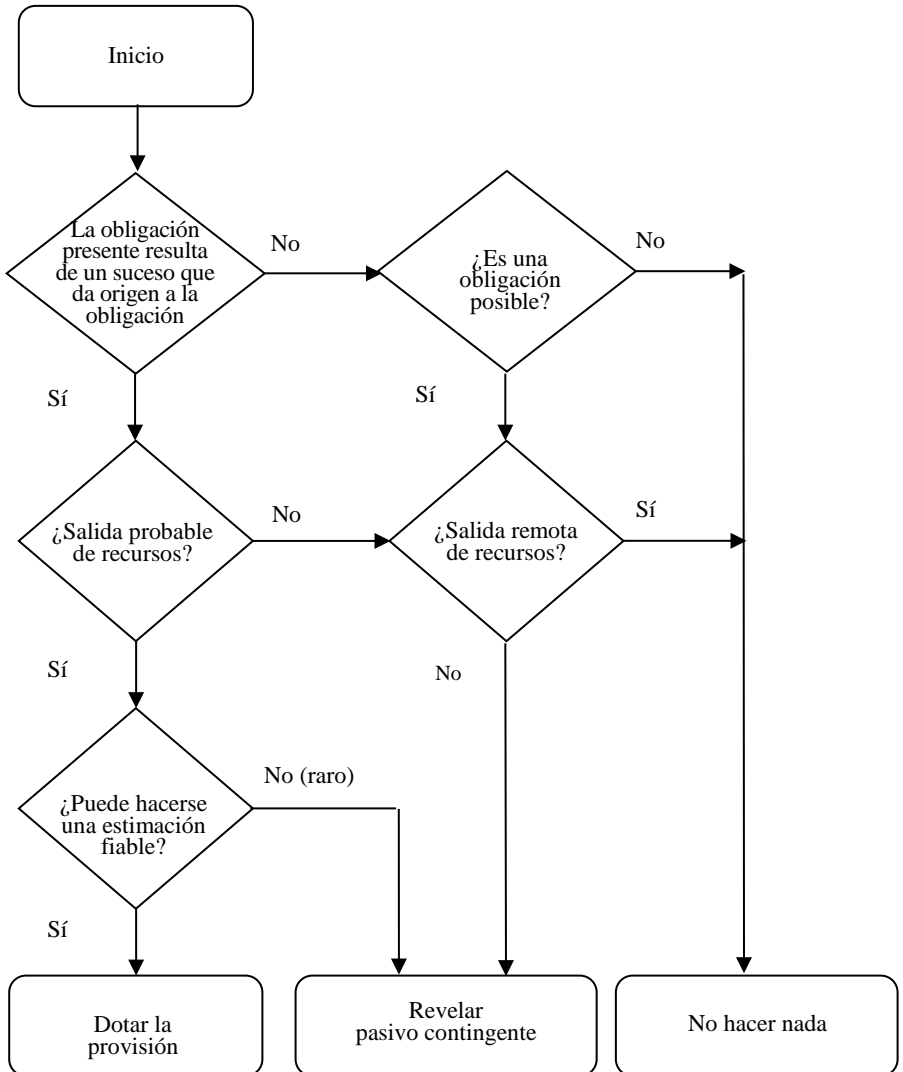 Inicio
La obligación
presente resulta
de un suceso que
da origen a la
obligación
No
¿Es una
obligación
posible?
No
Sí
Sí
¿Salida probable
de recursos?
No
¿Salida remota
de recursos?
Sí
Sí
No
¿Puede hacerse
una estimación
fiable?
No (raro)
Sí
Dotar la
provisión
Revelar
pasivo contingente
No hacer nada